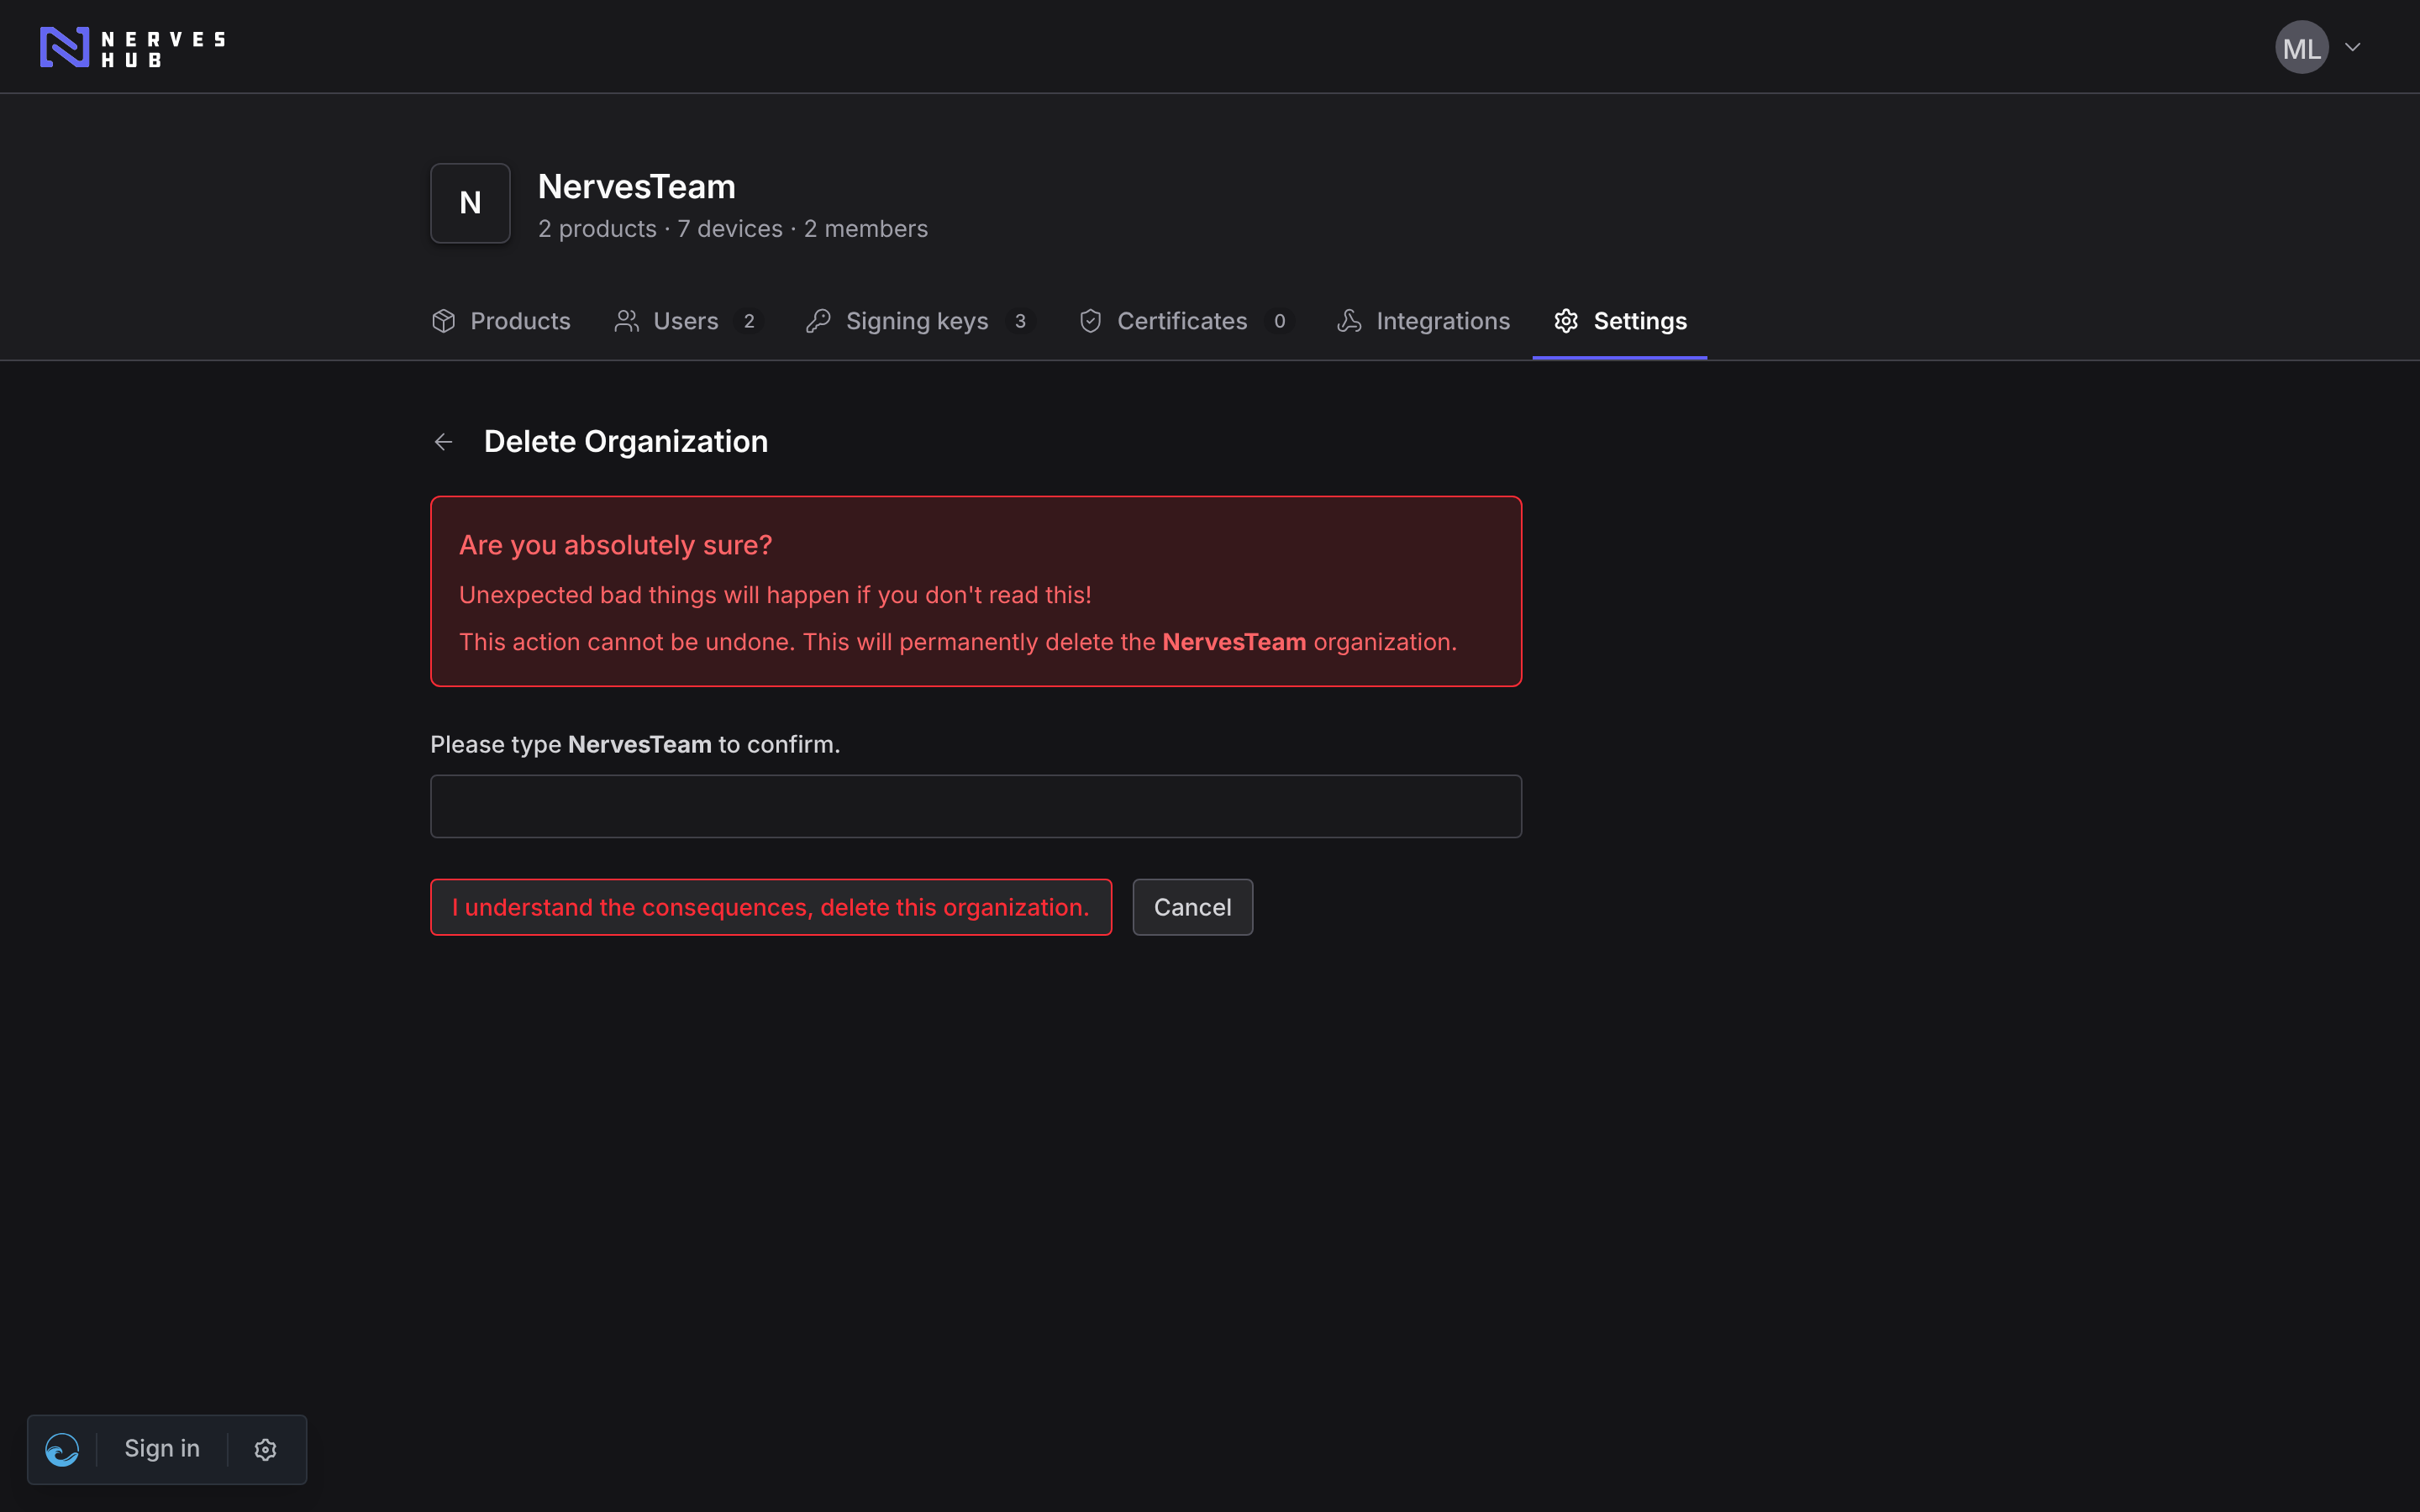 NERVES
HUB
ML
N
NervesTeam
2 products · 7 devices · 2 members
Products
Users 2
Signing keys 3
Certificates 0
Integrations
Settings
Delete Organization
Are you absolutely sure?
Unexpected bad things will happen if you don't read this!
This action cannot be undone. This will permanently delete the NervesTeam organization.
Please type NervesTeam to confirm.
I understand the consequences, delete this organization.
Cancel
Sign in